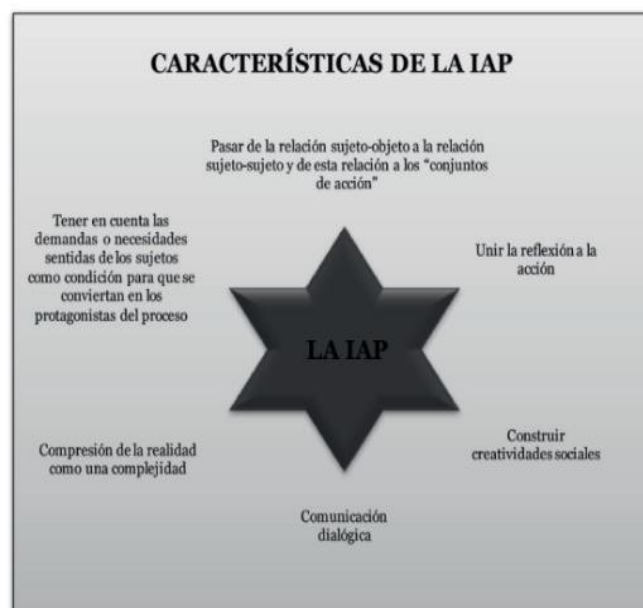 CARACTERÍSTICAS DE LA IAP
Pasar de la relación sujeto-objeto a la relación
sujeto-sujeto y de esta relación a los “conjuntos
de acción”
Tener en cuenta las
demandas o necesidades
sentidas de los sujetos
como condición para que se
conviertan en los
protagonistas del proceso
Unir la reflexión a la
acción
LA IAP
Compresión de la realidad
como una complejidad
Construir
creatividades sociales
Comunicación
dialógica